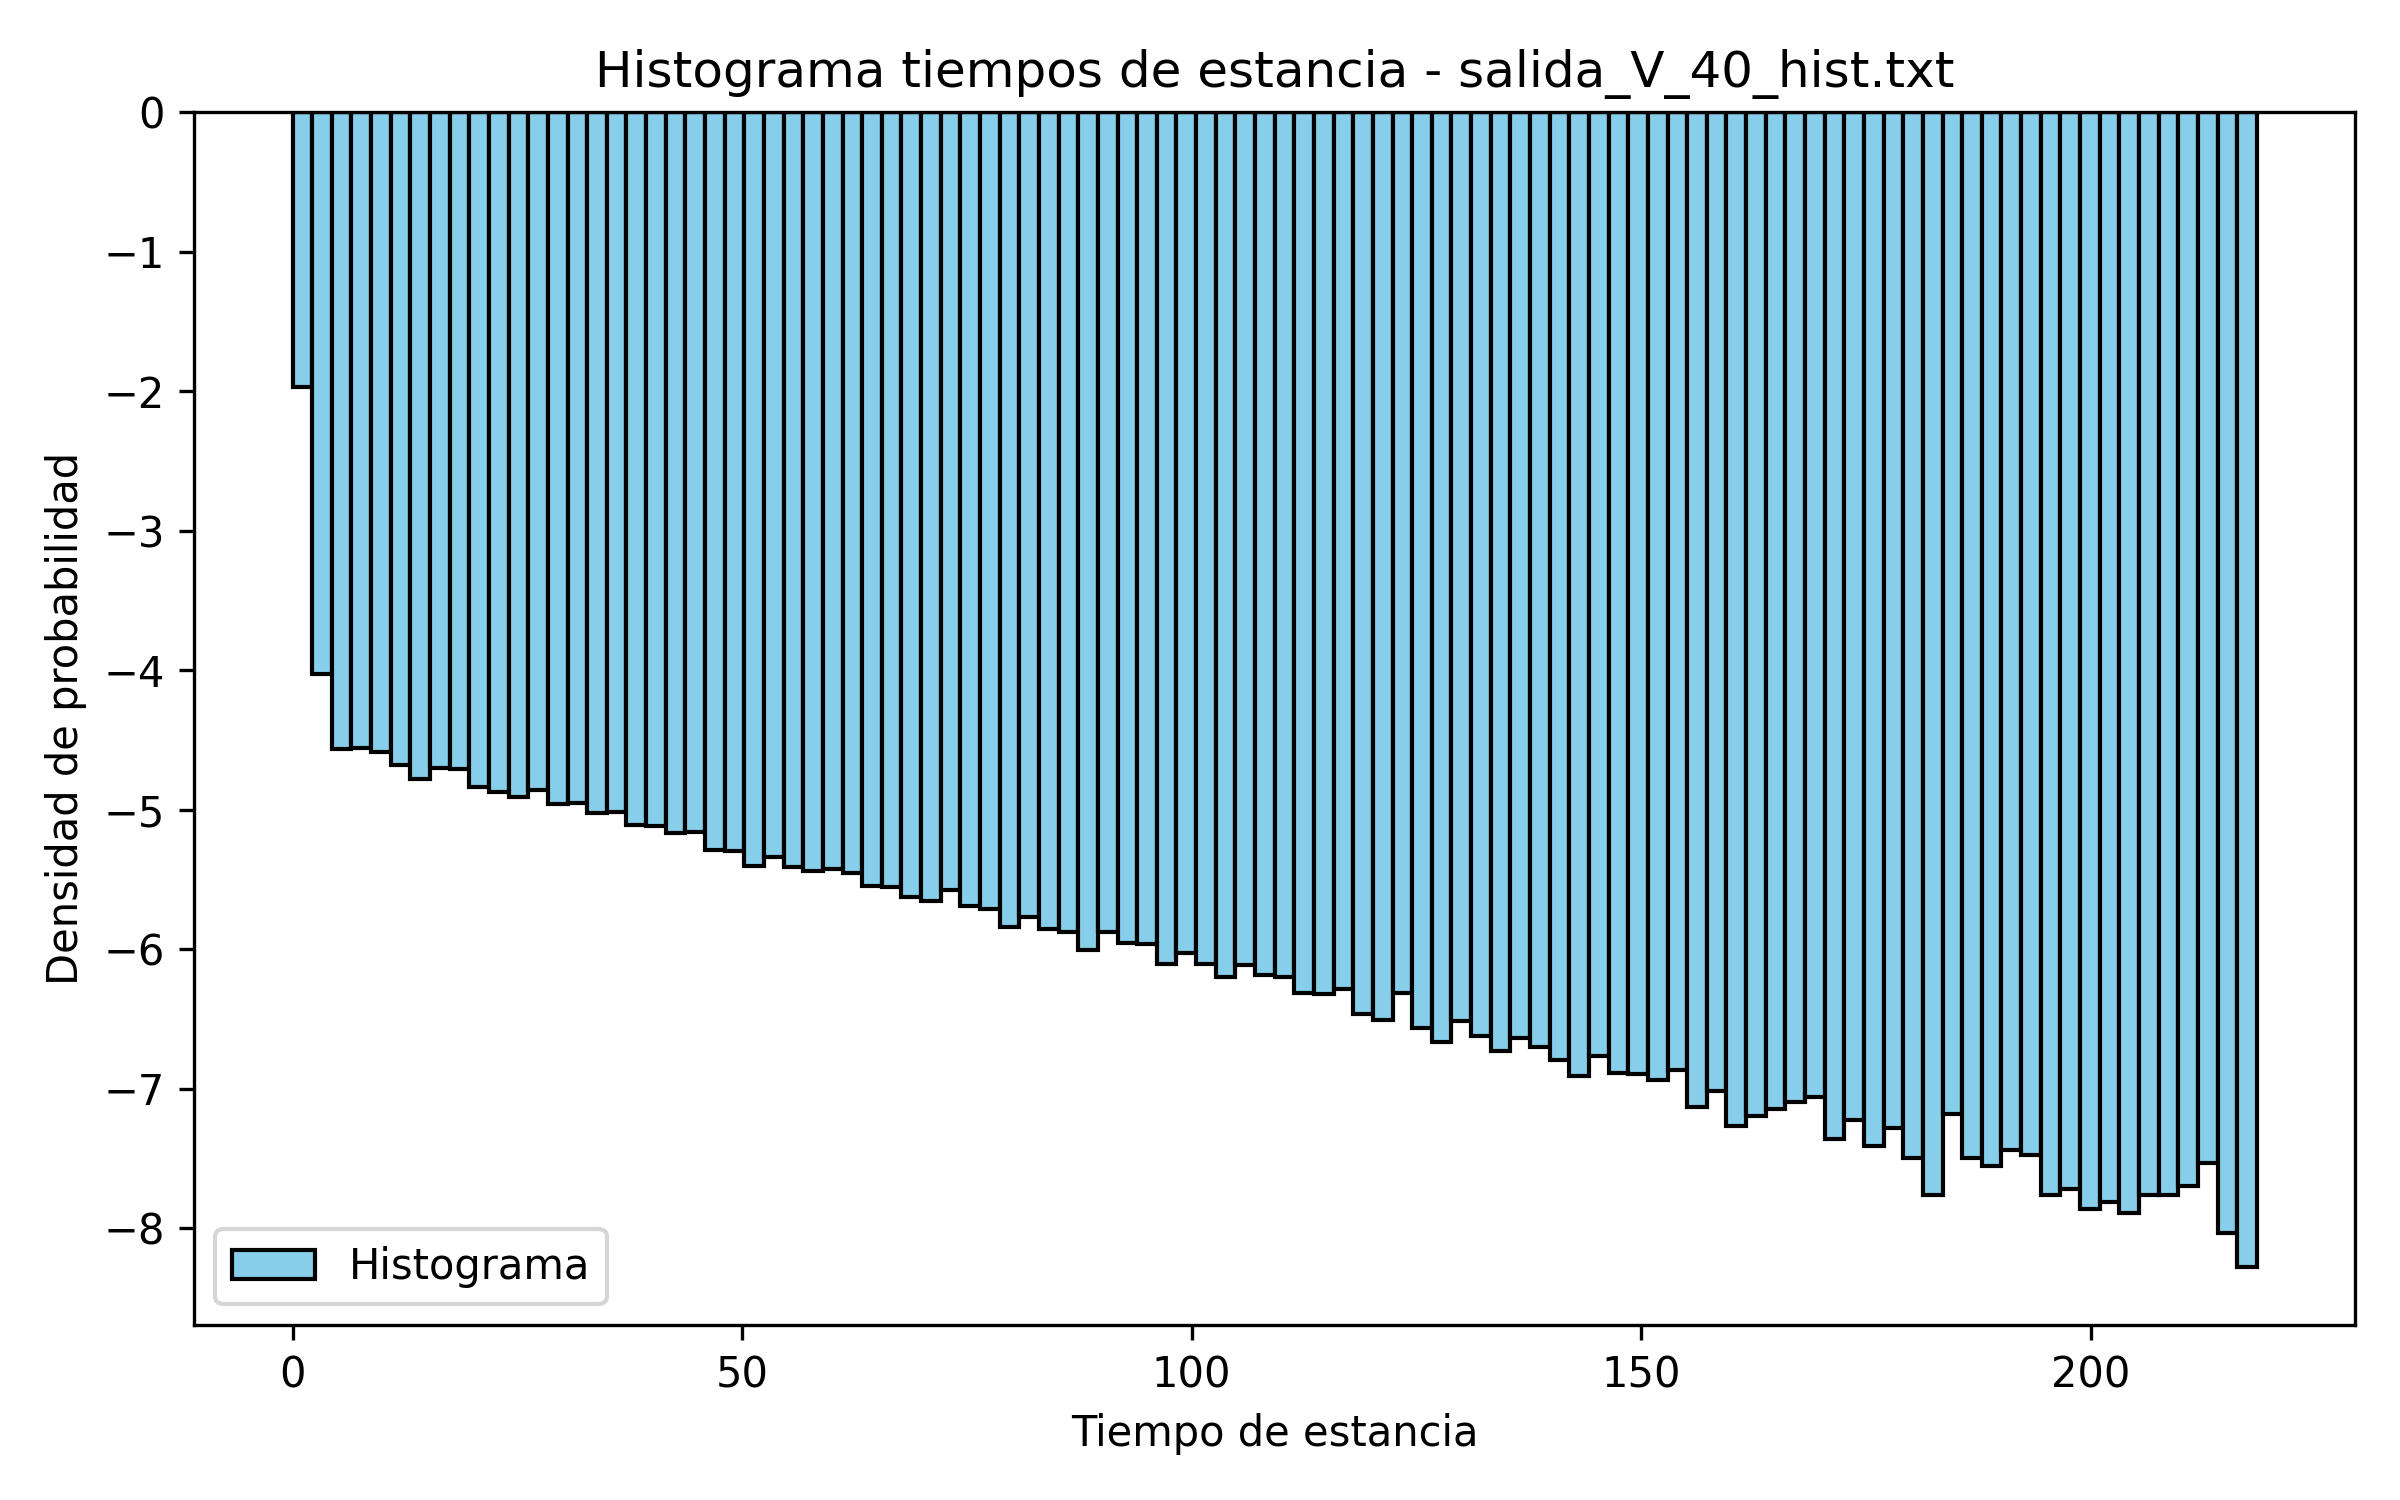 Histograma tiempos de estancia - salida_V_40_hist.txt
0
−1
−2
−3
−4
−5
−6
−7
−8
Densidad de probabilidad
Histograma
0 50 100 150 200
Tiempo de estancia